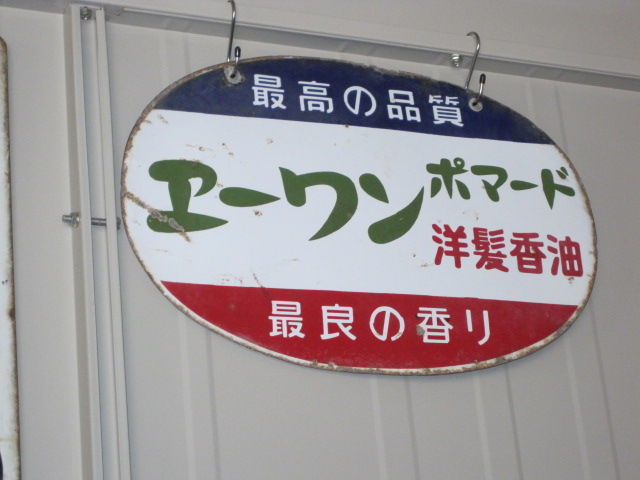 最高の品質
エーワンポマード
洋髪香油
最良の香り